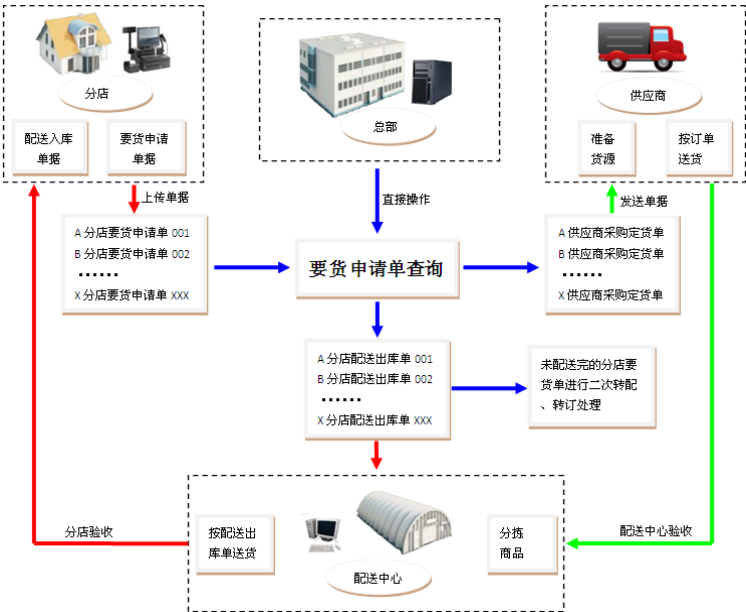 分店
总部
供应商
配送入库
单据
要货申请
单据
准备
货源
按订单
送货
上传单据
直接操作
发送单据
A 分店要货申请单 001
B 分店要货申请单 002
······
X 分店要货申请单 XXX
要货申请单查询
A 供应商采购定货单
B 供应商采购定货单
······
X 供应商采购定货单
A 分店配送出库单 001
B 分店配送出库单 002
······
X 分店配送出库单 XXX
未配送完的分店要
货单进行二次转配
、转订处理
分店验收
按配送出
库单送货
配送中心
分拣
商品
配送中心验收